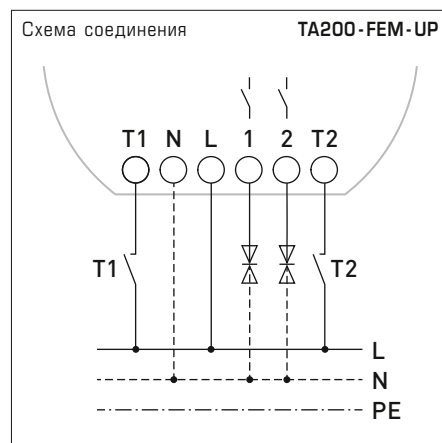 Схема соединения TA200-FEM-UP
T1 N L 1 2 T2
T1 T2
L
N
PE